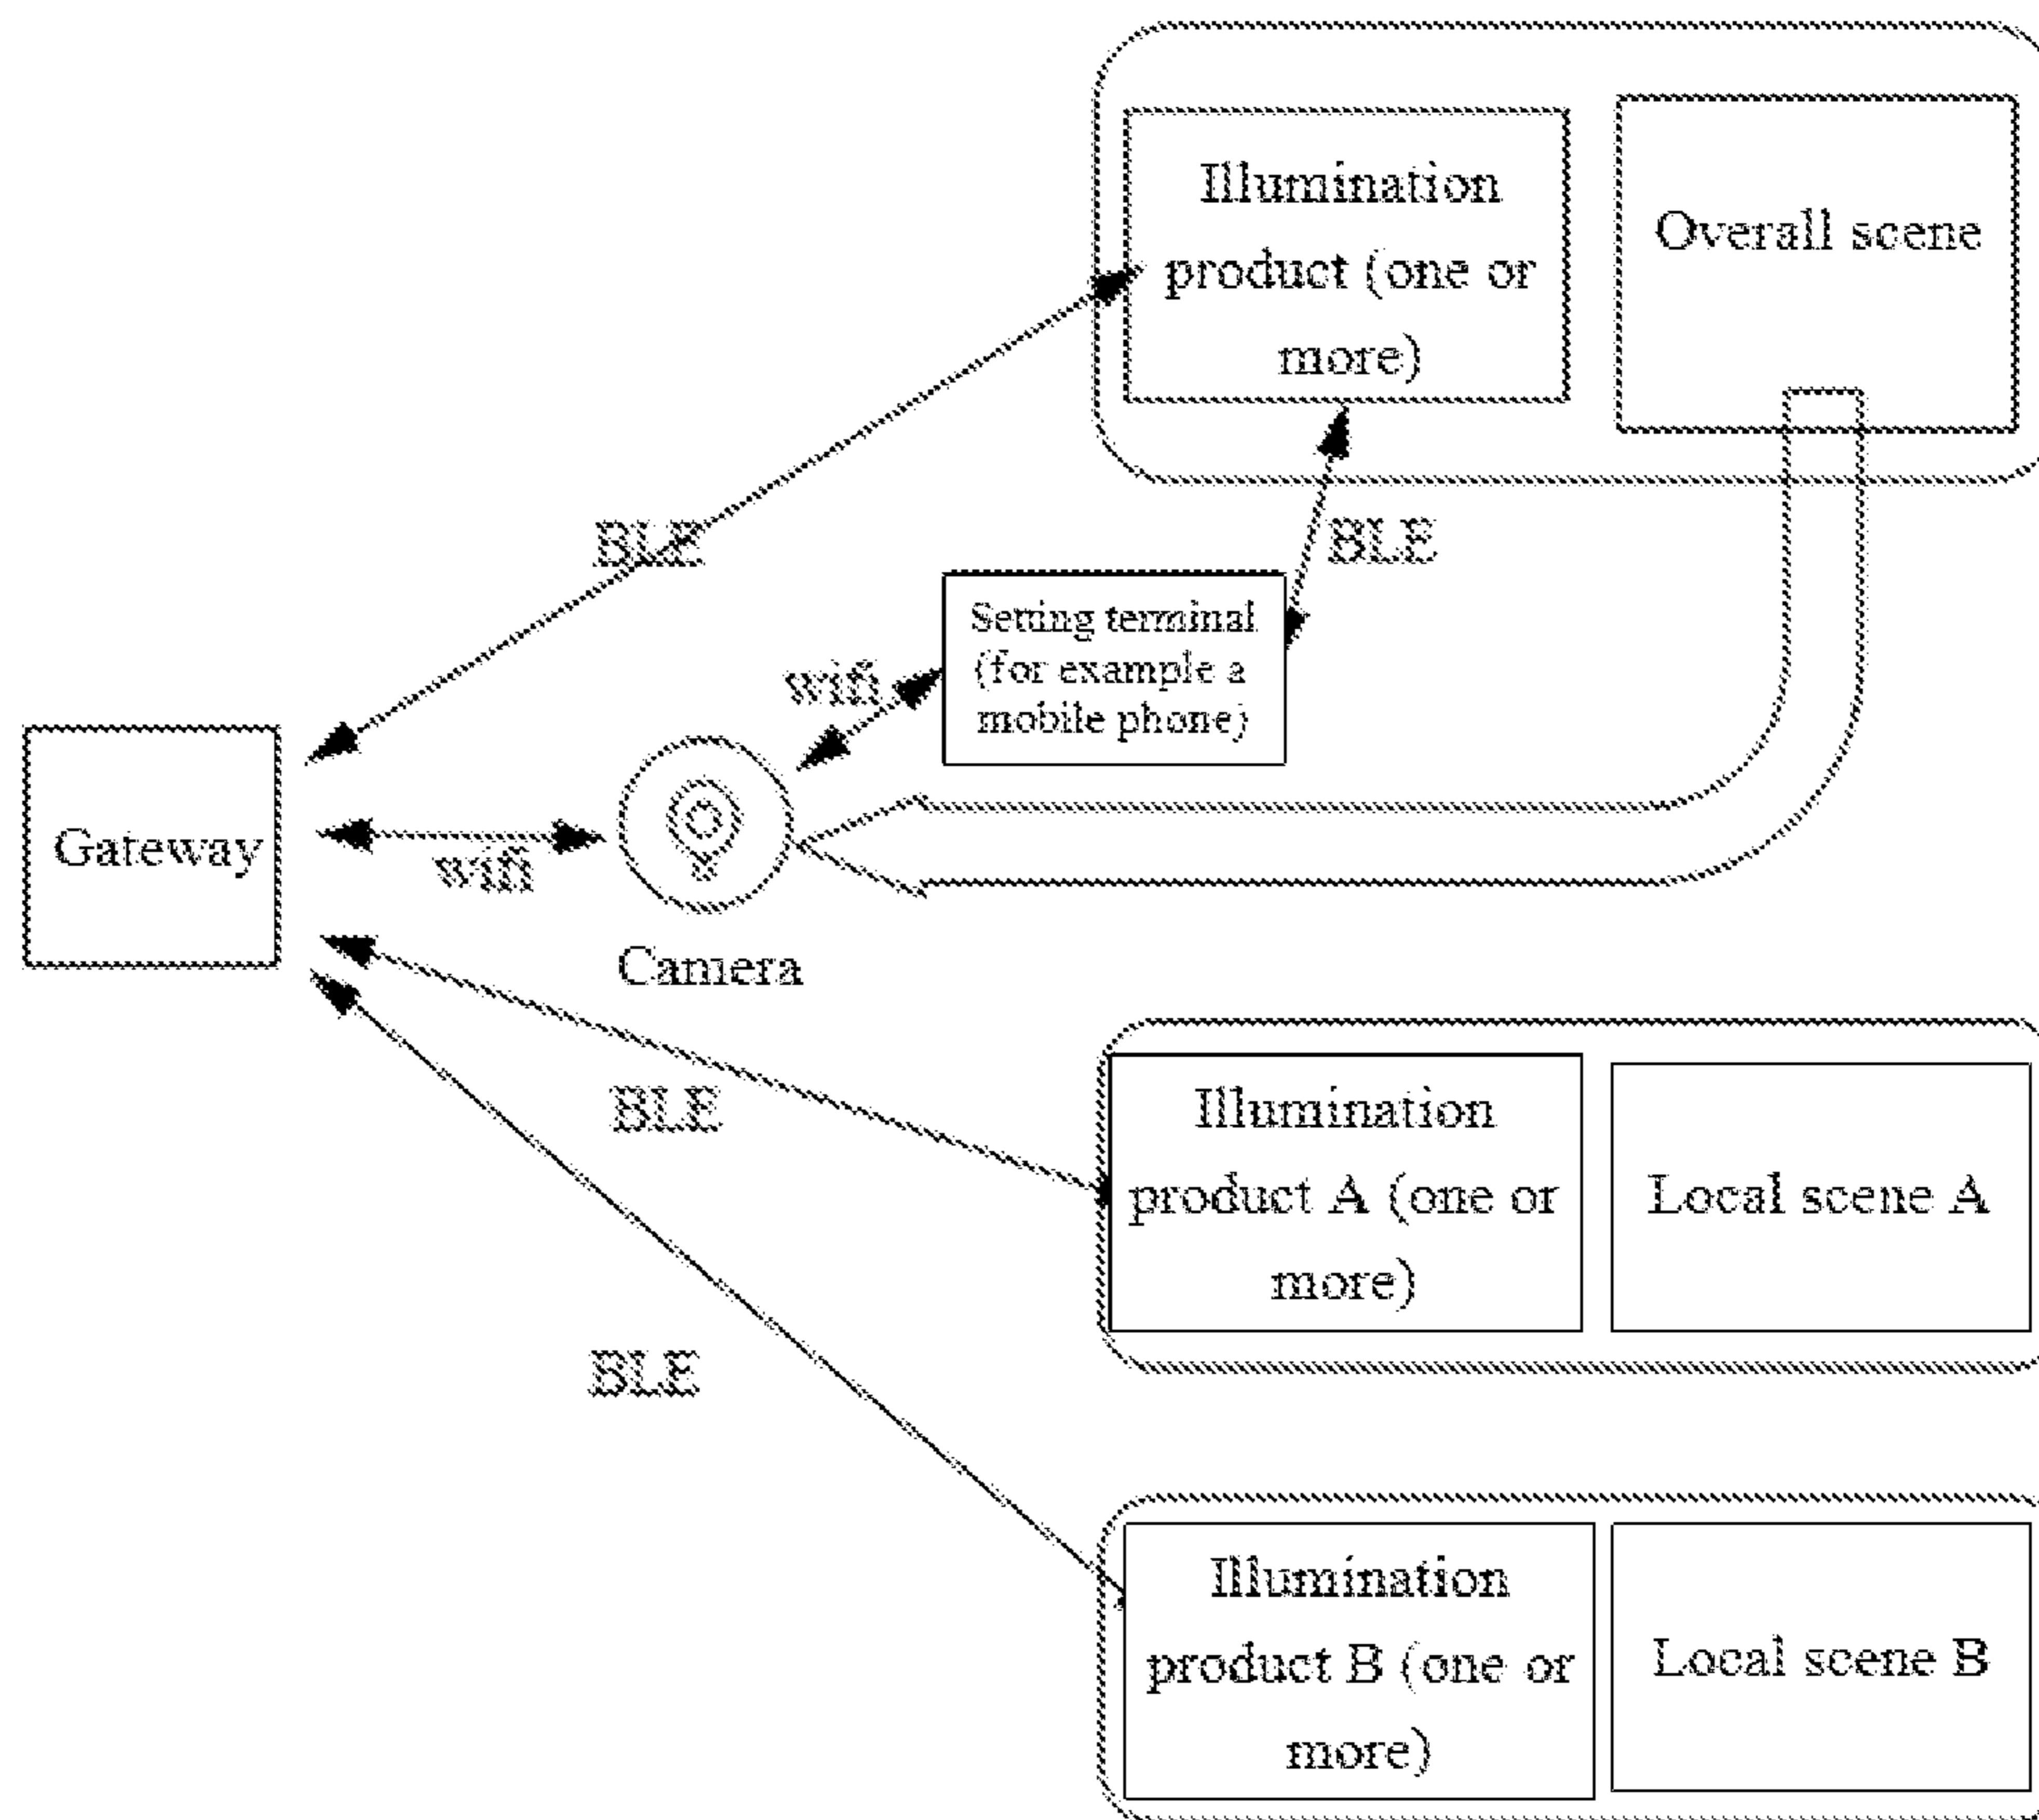 Illumination
product (one or
more)
Overall scene
BLE
BLE
Setting terminal
(for example a
mobile phone)
wifi
Gateway
wifi
Camera
BLE
Illumination
product A (one or
more)
Local scene A
BLE
Illumination
product B (one or
more)
Local scene B